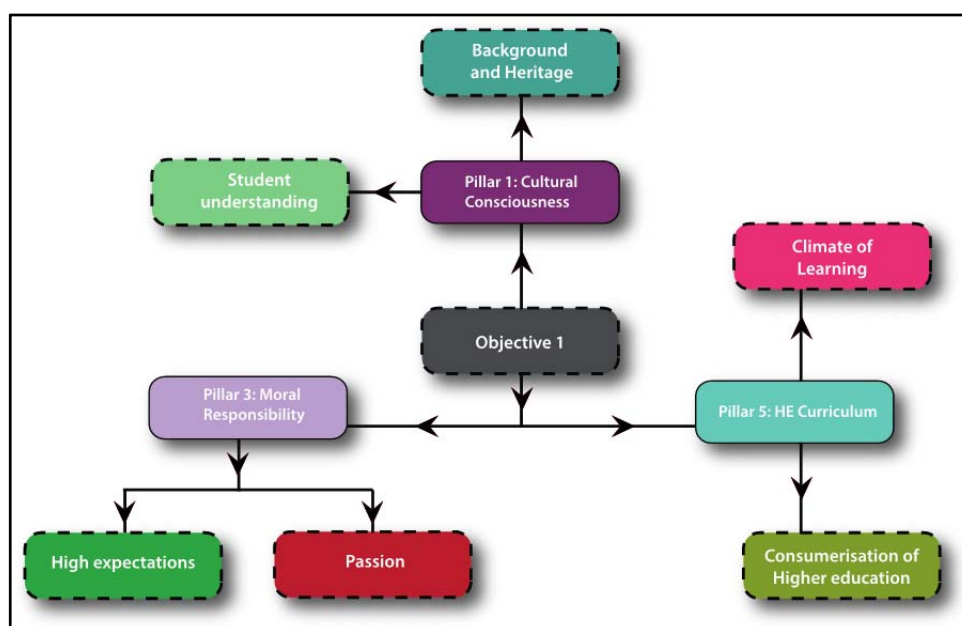 Background
and Heritage
Student
understanding
Pillar 1: Cultural
Consciousness
Climate of
Learning
Objective 1
Pillar 3: Moral
Responsibility
Pillar 5: HE Curriculum
High expectations
Passion
Consumerisation of
Higher education